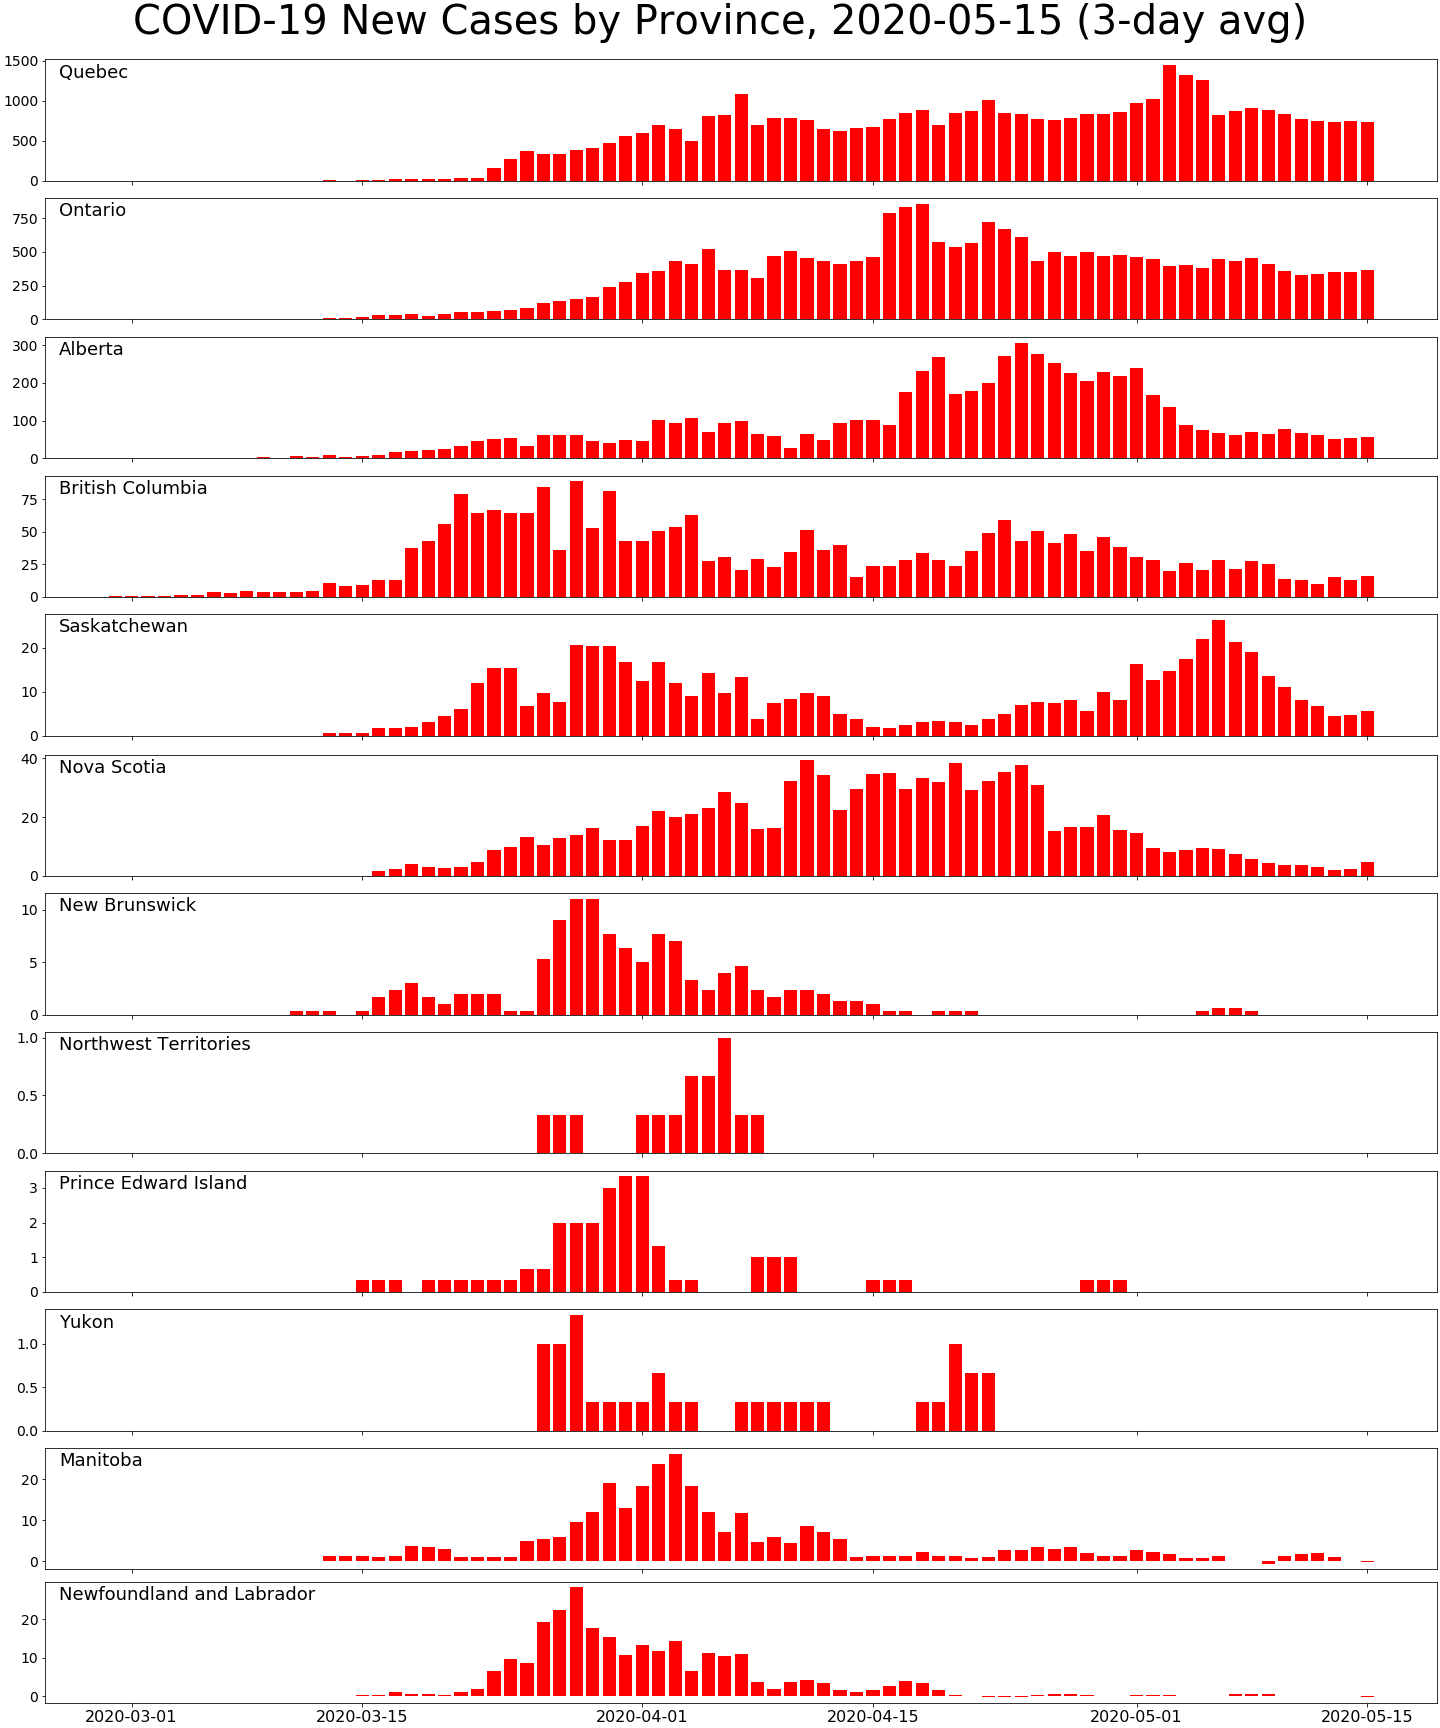 COVID-19 New Cases by Province, 2020-05-15 (3-day avg)
Quebec
1500
1000
500
0
Ontario
750
500
250
0
Alberta
300
200
100
0
British Columbia
75
50
25
0
Saskatchewan
20
10
0
Nova Scotia
40
20
0
New Brunswick
10
5
0
Northwest Territories
1.0
0.5
0.0
Prince Edward Island
3
2
1
0
Yukon
1.0
0.5
0.0
Manitoba
20
10
0
Newfoundland and Labrador
20
10
0
2020-03-01 2020-03-15 2020-04-01 2020-04-15 2020-05-01 2020-05-15